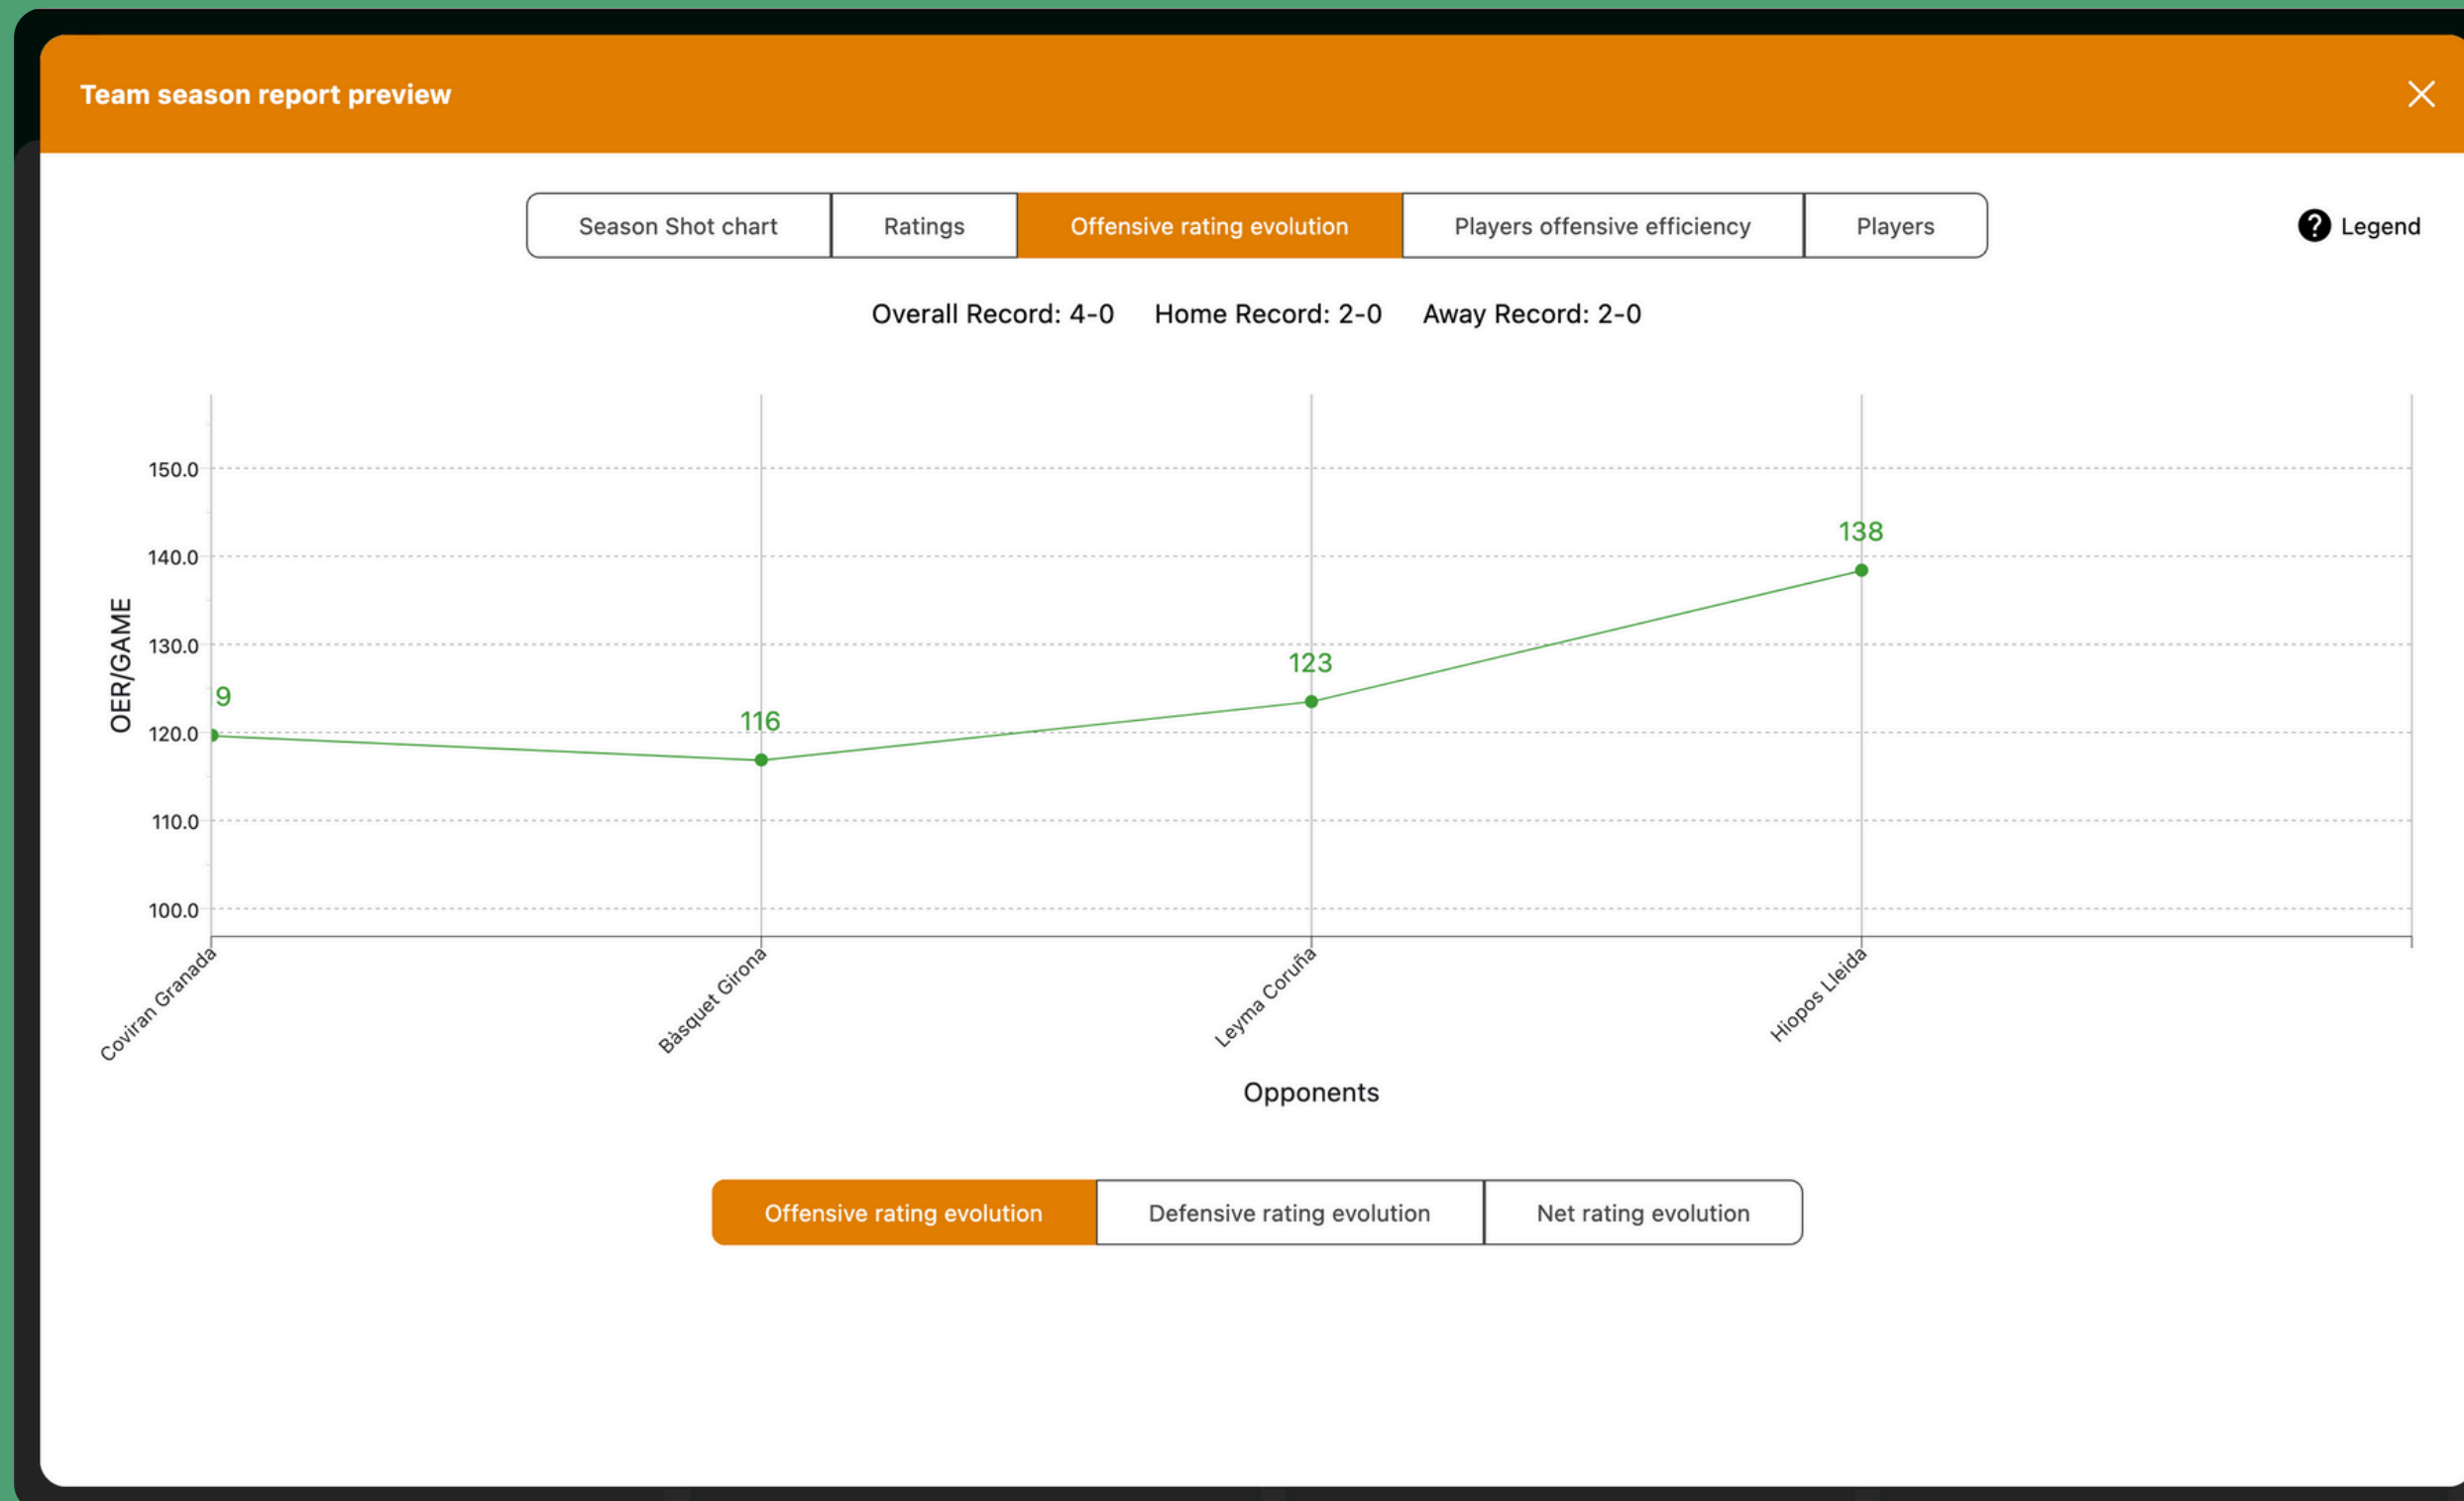 Team season report preview
Season Shot chart Ratings Offensive rating evolution Players offensive efficiency Players
? Legend
Overall Record: 4-0 Home Record: 2-0 Away Record: 2-0
150.0
140.0
130.0
120.0
110.0
100.0
OER/GAME
9
116
123
138
Coviran Granada
Bàsquet Girona
Leyma Coruña
Hiopos Lleida
Opponents
Offensive rating evolution Defensive rating evolution Net rating evolution